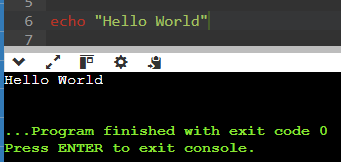 5
6 echo "Hello World"
7
Hello World
...Program finished with exit code 0
Press ENTER to exit console.